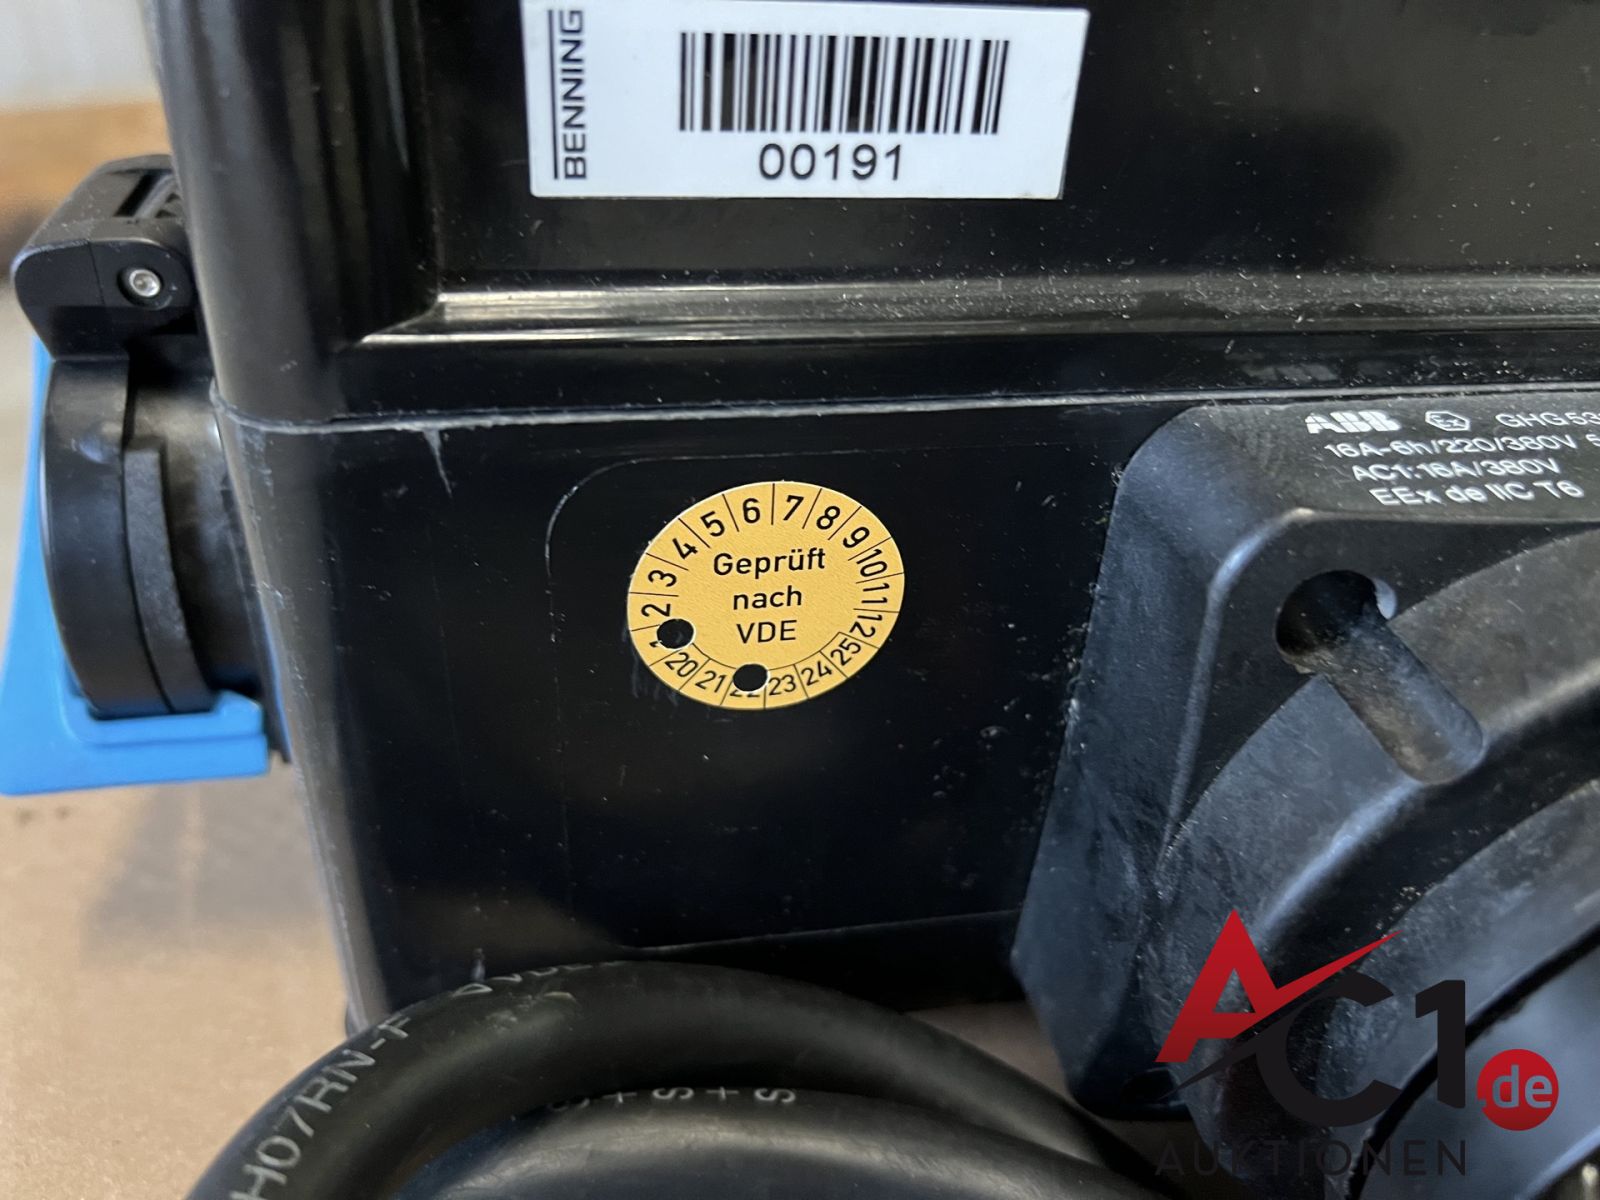 BENNING
00191
ABB Ex GHG53
16A-6h/220/380V
AC1:16A/380V
EEx de IIC T6
2 3 4 5 6 7 8 9 10 11 12
Geprüft
nach
VDE
20 21 22 23 24 25
H07RN-F
S + S
AC1.de
AUKTIONEN